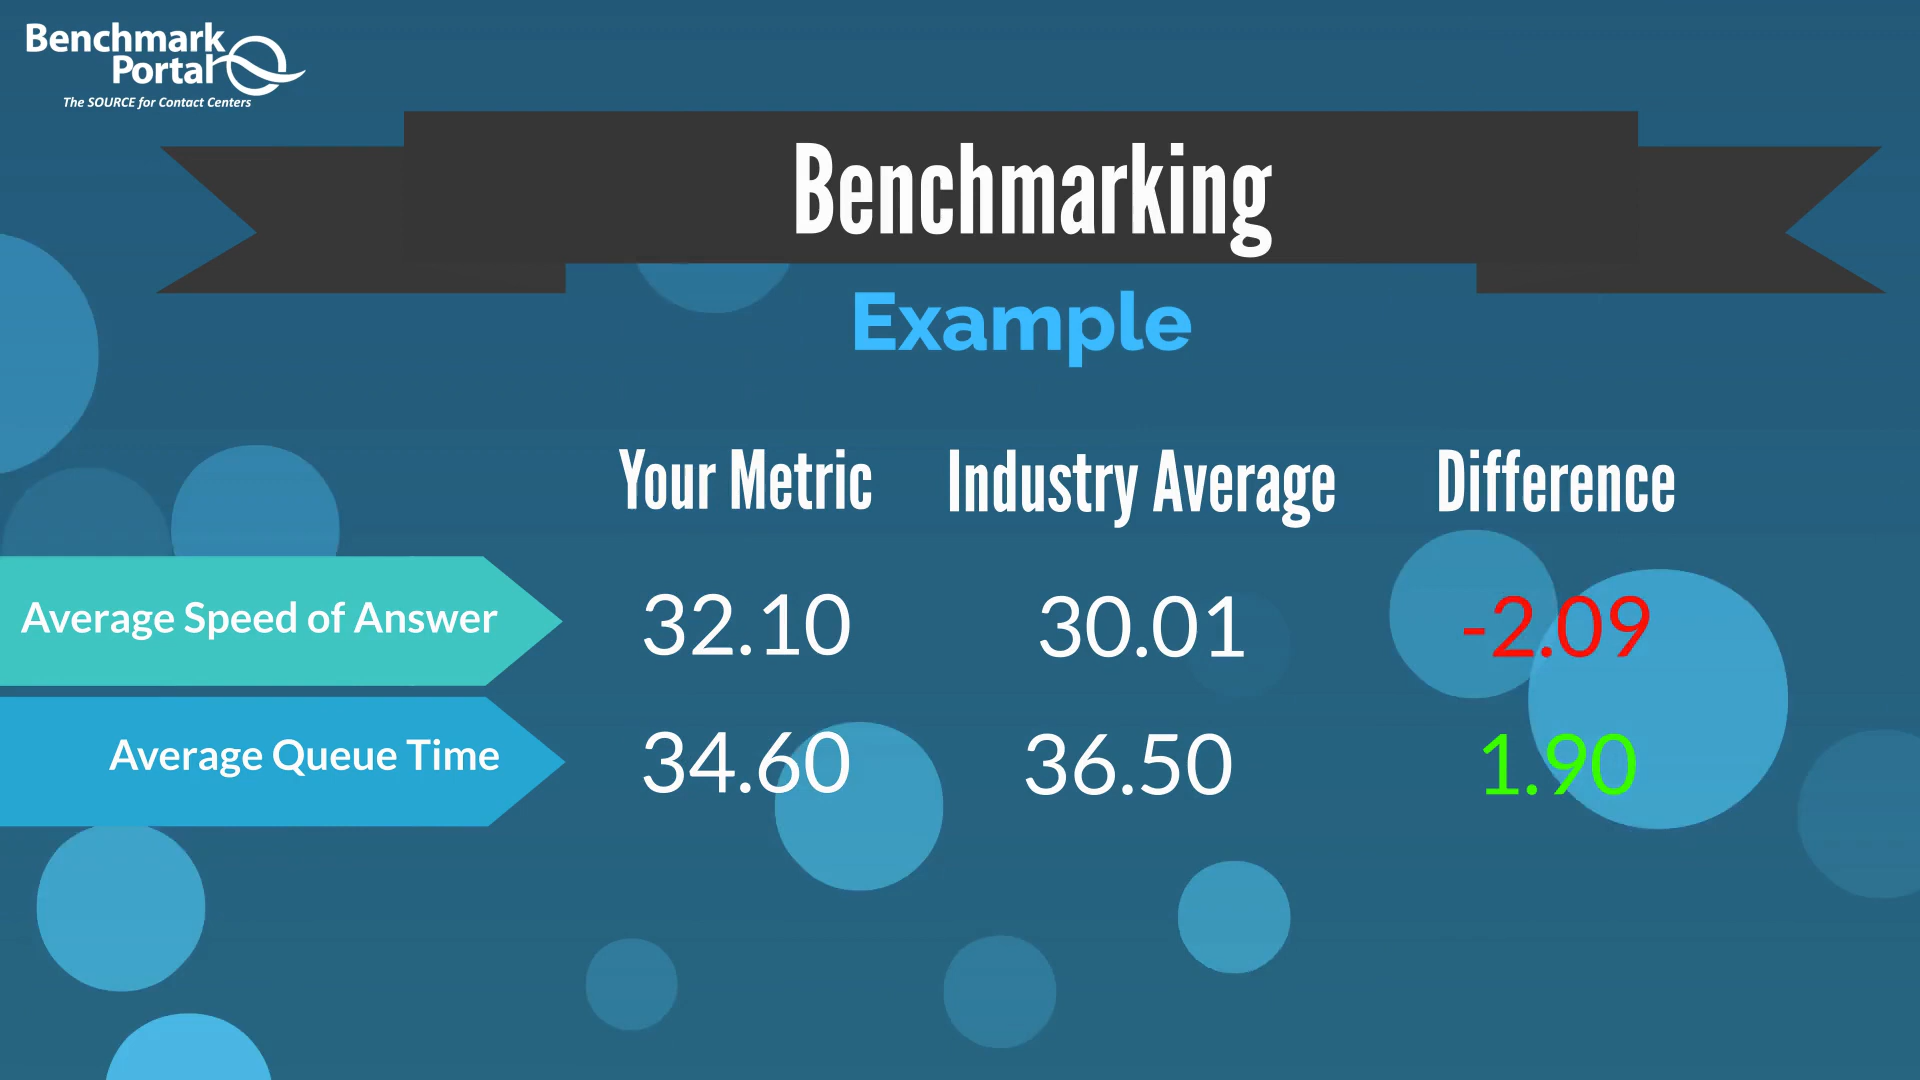 Benchmark
Portal
The SOURCE for Contact Centers
Benchmarking
Example
Your Metric Industry Average Difference
Average Speed of Answer 32.10 30.01 -2.09
Average Queue Time 34.60 36.50 1.90